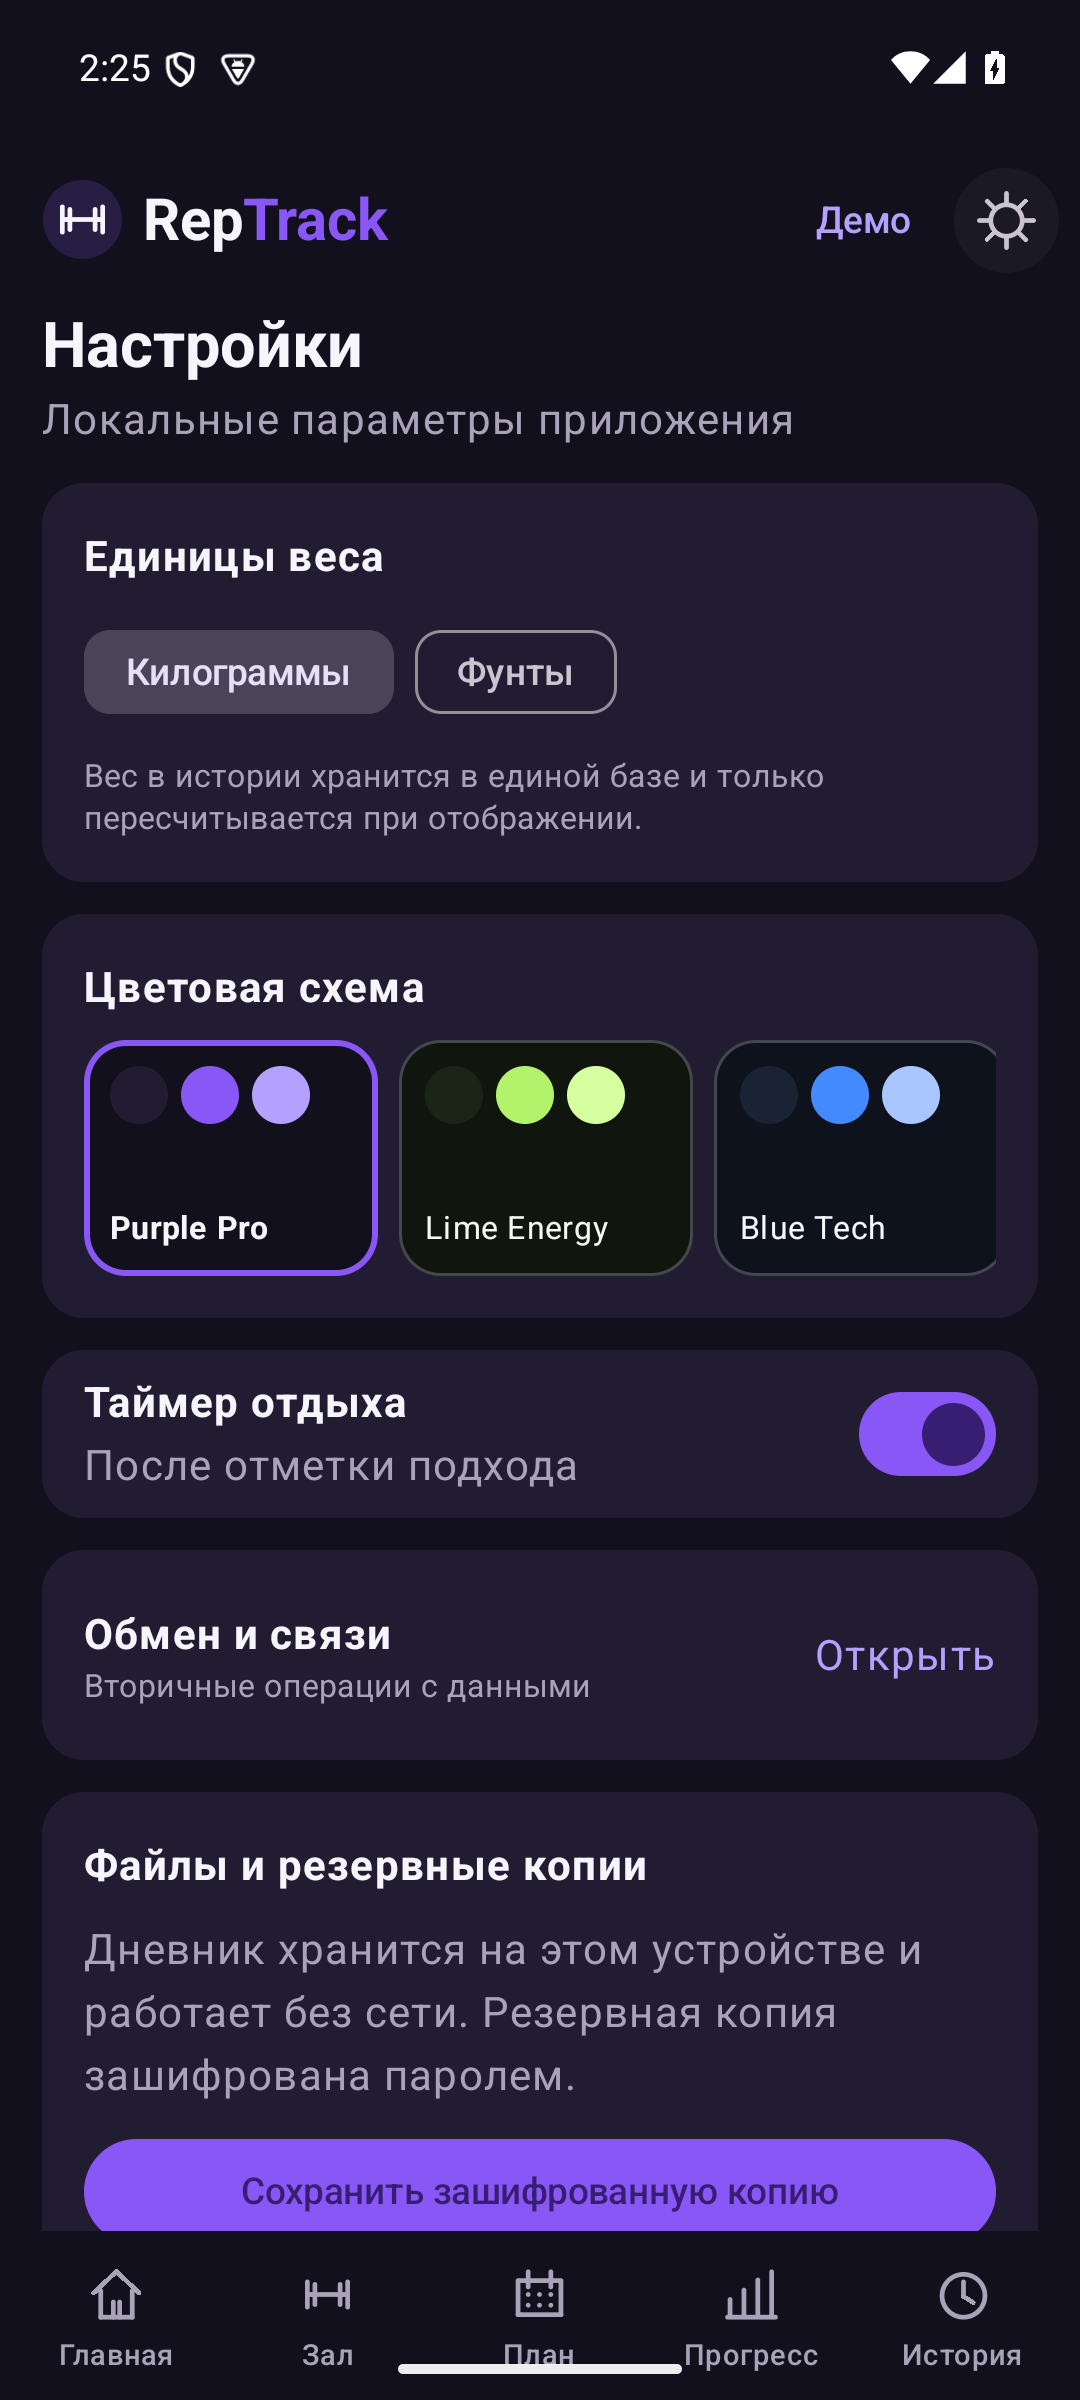 2:25
RepTrack
Демо
Настройки
Локальные параметры приложения
Единицы веса
Килограммы
Фунты
Вес в истории хранится в единой базе и только
пересчитывается при отображении.
Цветовая схема
Purple Pro
Lime Energy
Blue Tech
Таймер отдыха
После отметки подхода
Обмен и связи
Вторичные операции с данными
Открыть
Файлы и резервные копии
Дневник хранится на этом устройстве и
работает без сети. Резервная копия
зашифрована паролем.
Сохранить зашифрованную копию
Главная
Зал
План
Прогресс
История